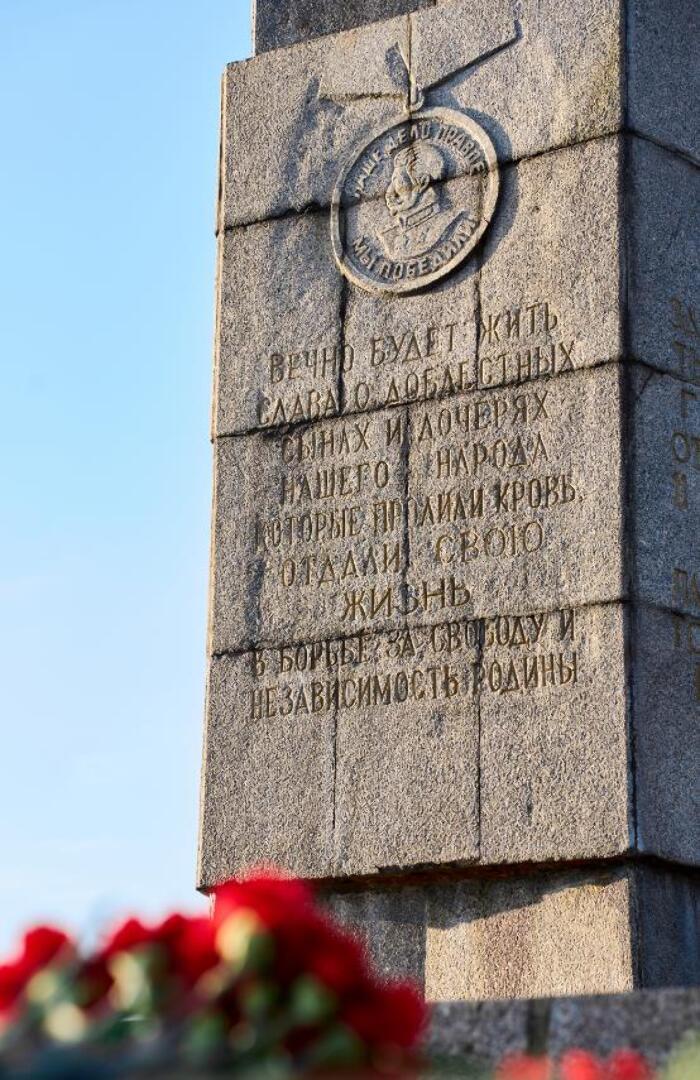 НАШЕ ДЕЛО ПРАВОЕ
МЫ ПОБЕДИЛИ
ВЕЧНО БУДЕТ ЖИТЬ
СЛАВА О ДОБЛЕСТНЫХ
СЫНАХ И ДОЧЕРЯХ
НАШЕГО НАРОДА
КОТОРЫЕ ПРОЛИЛИ КРОВЬ,
ОТДАЛИ СВОЮ
ЖИЗНЬ
В БОРЬБЕ ЗА СВОБОДУ И
НЕЗАВИСИМОСТЬ РОДИНЫ